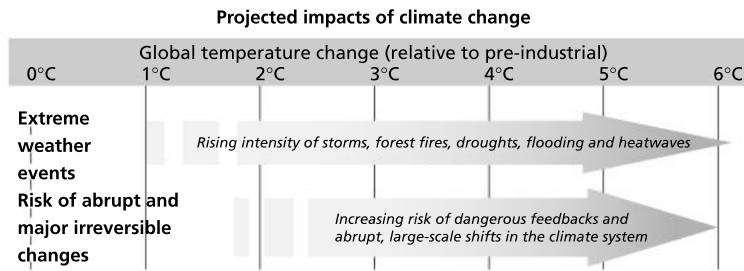 Projected impacts of climate change
Global temperature change (relative to pre-industrial)
0°C 1°C 2°C 3°C 4°C 5°C 6°C
Extreme
weather
events
Rising intensity of storms, forest fires, droughts, flooding and heatwaves
Risk of abrupt and
major irreversible
changes
Increasing risk of dangerous feedbacks and
abrupt, large-scale shifts in the climate system